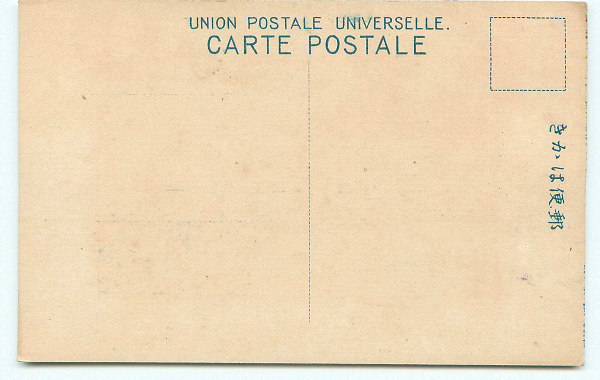 UNION POSTALE UNIVERSELLE.
CARTE POSTALE
きかは便郵